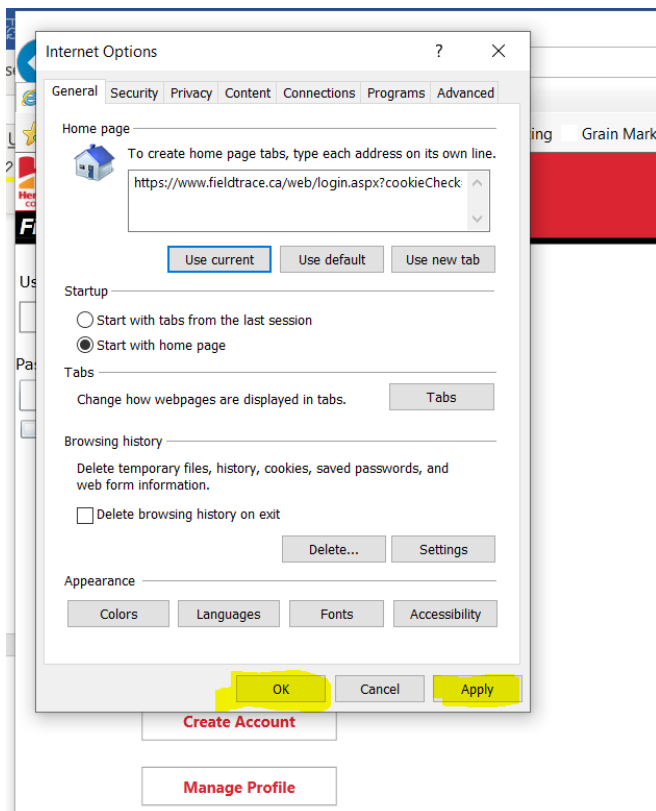 Internet Options
?
General Security Privacy Content Connections Programs Advanced
Home page
To create home page tabs, type each address on its own line.
https://www.fieldtrace.ca/web/login.aspx?cookieCheck
Use current Use default Use new tab
Startup
Start with tabs from the last session
Start with home page
Tabs
Change how webpages are displayed in tabs.
Tabs
Browsing history
Delete temporary files, history, cookies, saved passwords, and
web form information.
Delete browsing history on exit
Delete... Settings
Appearance
Colors Languages Fonts Accessibility
OK Cancel Apply
ing Grain Mark
Us
Pa
Create Account
Manage Profile